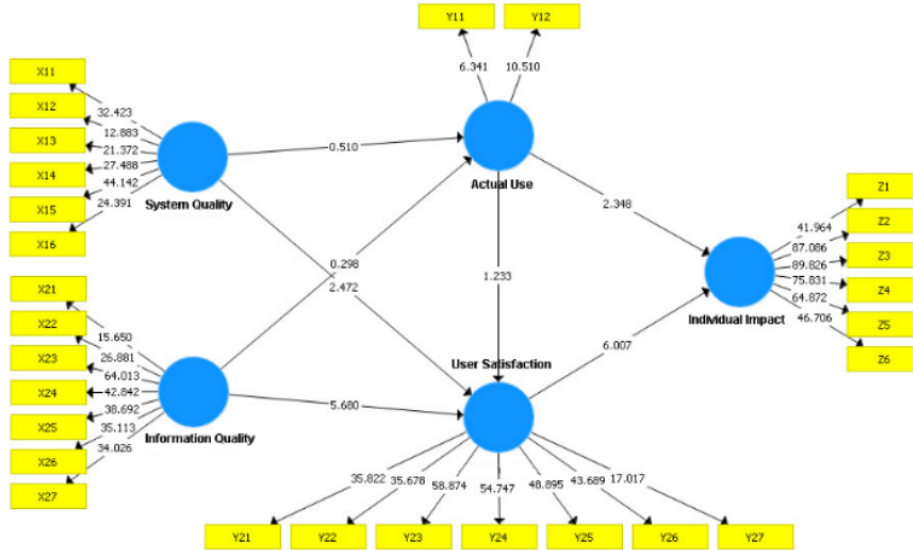 Y11
Y12
6.341
10.510
X11
X12
X13
X14
X15
X16
32.423
12.883
21.372
27.488
44.142
24.391
System Quality
0.510
Actual Use
2.348
0.298
2.472
1.233
Z1
Z2
Z3
Z4
Z5
Z6
41.964
87.086
89.826
75.831
64.872
46.706
Individual Impact
X21
X22
X23
X24
X25
X26
X27
15.650
26.881
64.013
42.842
38.692
35.113
34.026
Information Quality
5.680
User Satisfaction
6.007
35.822
35.678
58.874
54.747
48.895
43.689
17.017
Y21
Y22
Y23
Y24
Y25
Y26
Y27